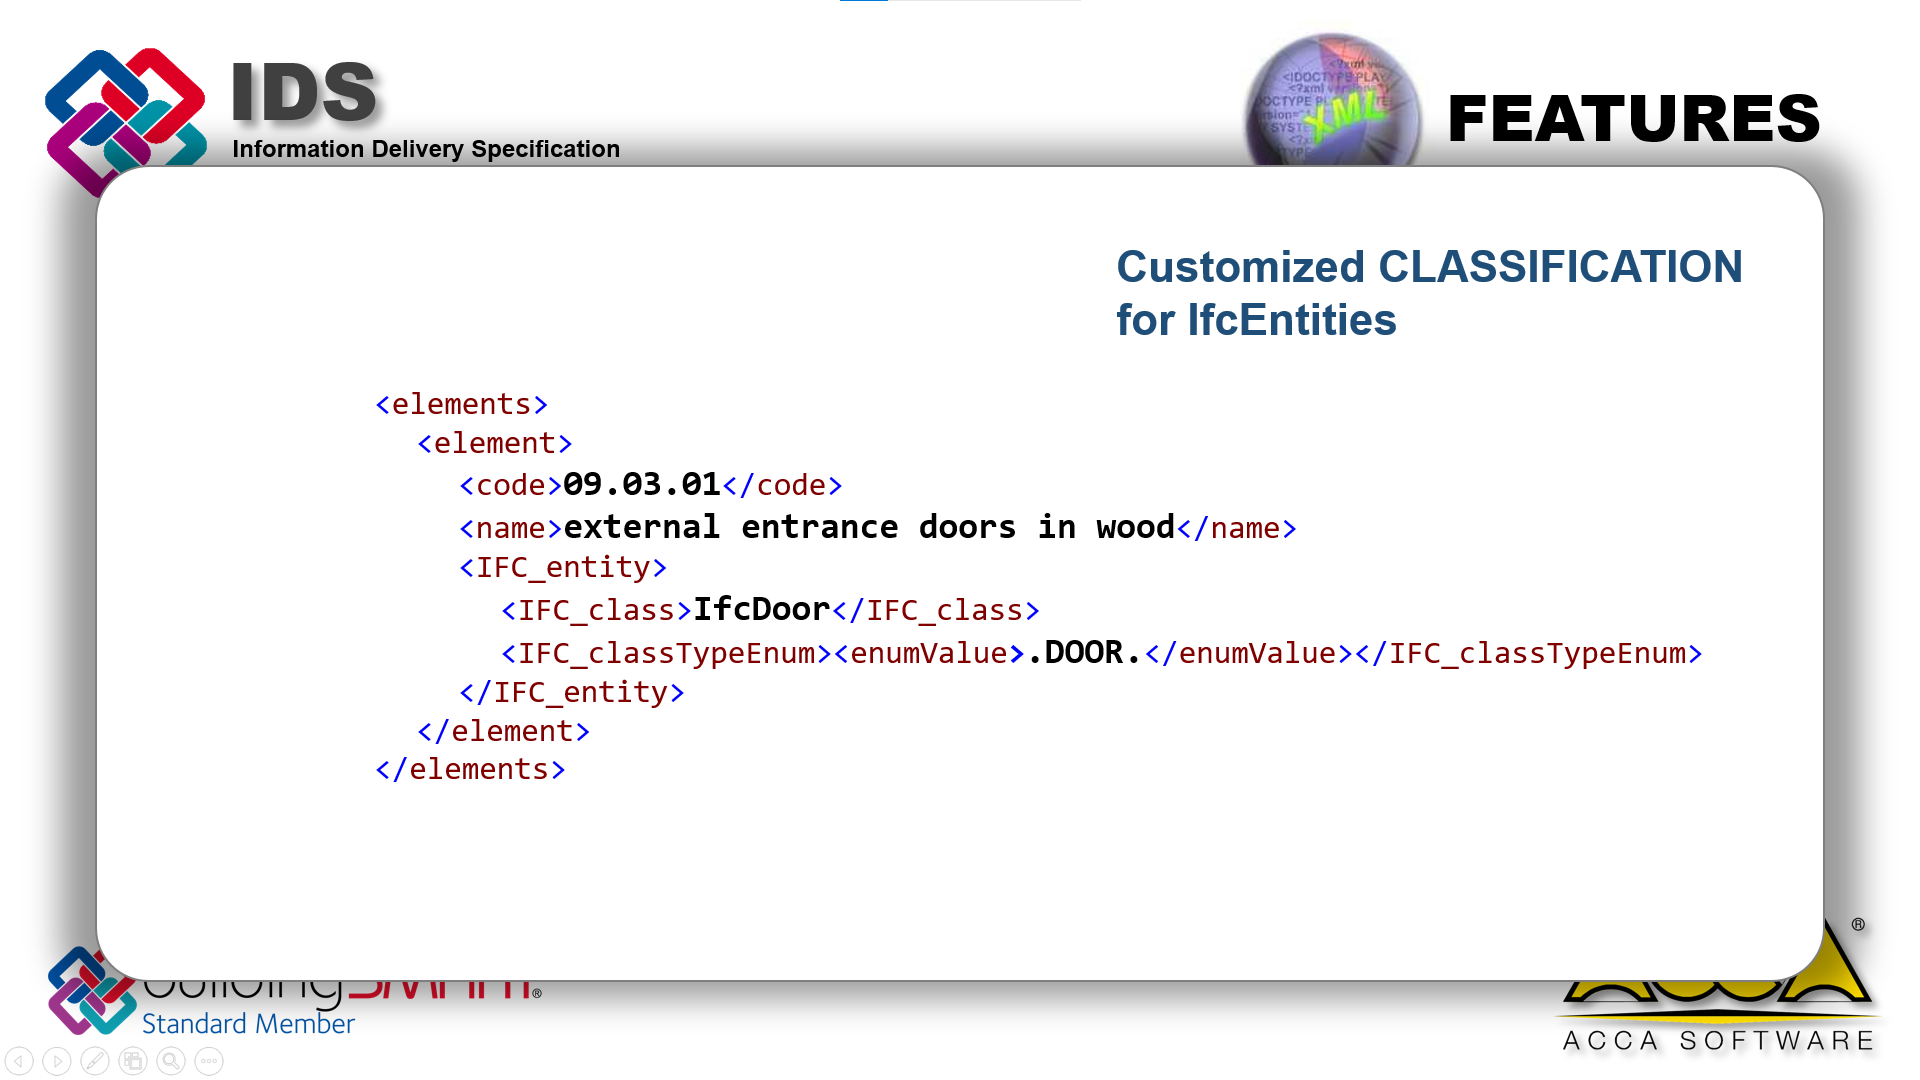 IDS
Information Delivery Specification
XML
FEATURES
Customized CLASSIFICATION
for IfcEntities
<elements>
<element>
<code>09.03.01</code>
<name>external entrance doors in wood</name>
<IFC_entity>
<IFC_class>IfcDoor</IFC_class>
<IFC_classTypeEnum><enumValue>.DOOR.</enumValue></IFC_classTypeEnum>
</IFC_entity>
</element>
</elements>
buildingSMART®
Standard Member
®
ACCA SOFTWARE